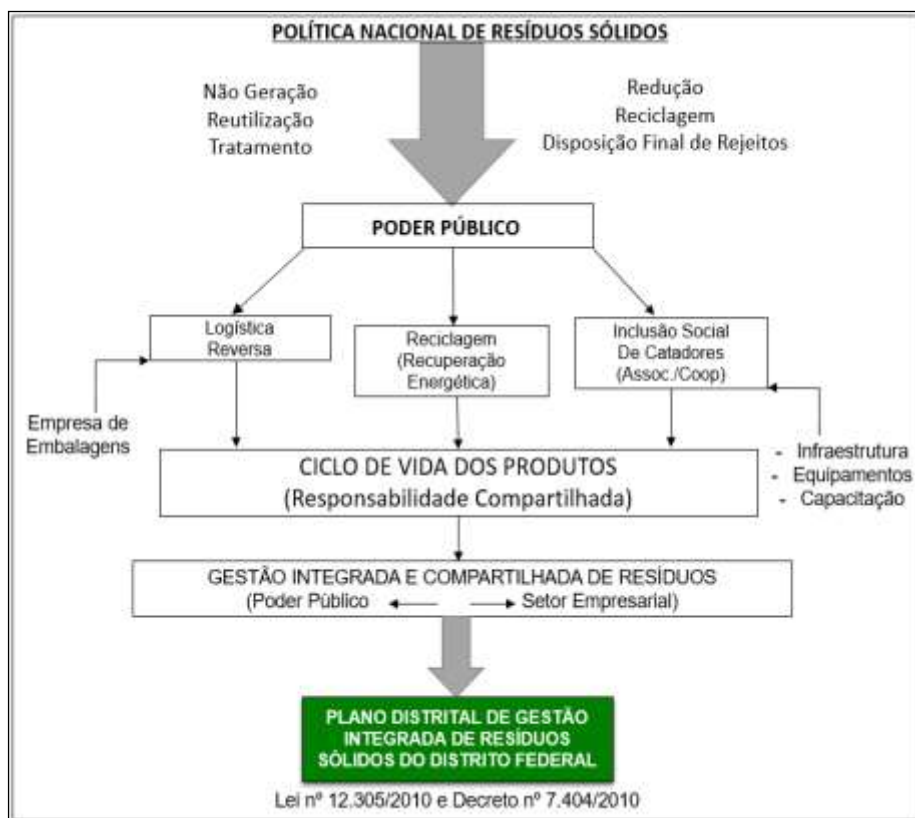 POLÍTICA NACIONAL DE RESÍDUOS SÓLIDOS
Não Geração
Reutilização
Tratamento
Redução
Reciclagem
Disposição Final de Rejeitos
PODER PÚBLICO
Logística
Reversa
Reciclagem
(Recuperação
Energética)
Inclusão Social
De Catadores
(Assoc./Coop)
Empresa de
Embalagens
- Infraestrutura
- Equipamentos
- Capacitação
CICLO DE VIDA DOS PRODUTOS
(Responsabilidade Compartilhada)
GESTÃO INTEGRADA E COMPARTILHADA DE RESÍDUOS
(Poder Público Setor Empresarial)
PLANO DISTRITAL DE GESTÃO
INTEGRADA DE RESÍDUOS
SÓLIDOS DO DISTRITO FEDERAL
Lei nº 12.305/2010 e Decreto nº 7.404/2010